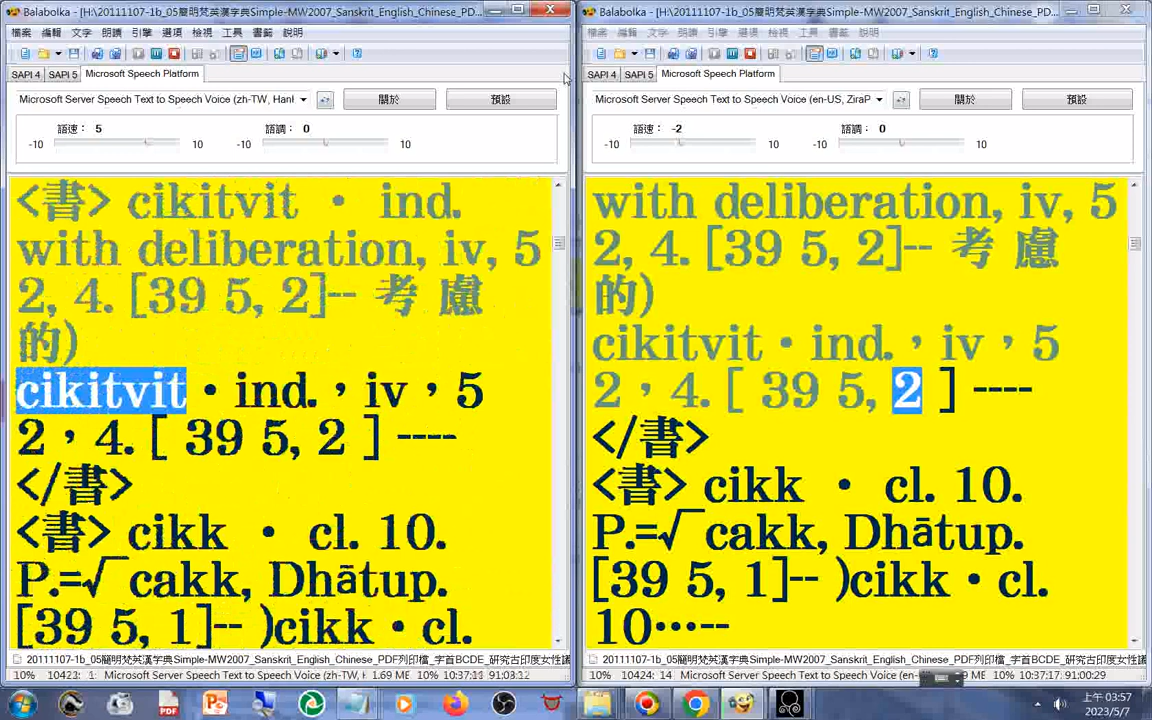 Balabolka - [H:\20111107-1b_05簡明梵英漢字典Simple-MW2007_Sanskrit_English_Chinese_PD...
檔案 編輯 文字 朗讀 引擎 選項 檢視 工具 書籤 說明
SAPI 4 SAPI 5 Microsoft Speech Platform
Microsoft Server Speech Text to Speech Voice (zh-TW, Hanl 關於 預設
語速： 5 語調： 0
-10 10 -10 10
<書> cikitvit • ind.
with deliberation, iv, 5
2, 4. [39 5, 2]-- 考 慮
的)
cikitvit • ind. , iv , 5
2 , 4. [ 39 5, 2 ] ----
</書>
<書> cikk • cl. 10.
P.=√ cakk, Dhātup.
[39 5, 1]-- )cikk • cl.
20111107-1b_05簡明梵英漢字典Simple-MW2007_Sanskrit_English_Chinese_PDF列印檔_字首BCDE_研究古印度女性議
10% 10423: 1 Microsoft Server Speech Text to Speech Voice (zh-TW, H 1.69 MB 10% 10:37:11 91:03:12
Balabolka - [H:\20111107-1b_05簡明梵英漢字典Simple-MW2007_Sanskrit_English_Chinese_PD...
檔案 編輯 文字 朗讀 引擎 選項 檢視 工具 書籤 說明
SAPI 4 SAPI 5 Microsoft Speech Platform
Microsoft Server Speech Text to Speech Voice (en-US, ZiraP 關於 預設
語速： -2 語調： 0
-10 10 -10 10
with deliberation, iv, 5
2, 4. [39 5, 2]-- 考 慮
的)
cikitvit • ind. , iv , 5
2 , 4. [ 39 5, 2 ] ----
</書>
<書> cikk • cl. 10.
P.=√ cakk, Dhātup.
[39 5, 1]-- )cikk • cl.
10…--
20111107-1b_05簡明梵英漢字典Simple-MW2007_Sanskrit_English_Chinese_PDF列印檔_字首BCDE_研究古印度女性議
10% 10424: 14 Microsoft Server Speech Text to Speech Voice (en-US 10% 10:37:17 91:00:29
上午 03:57
2023/5/7